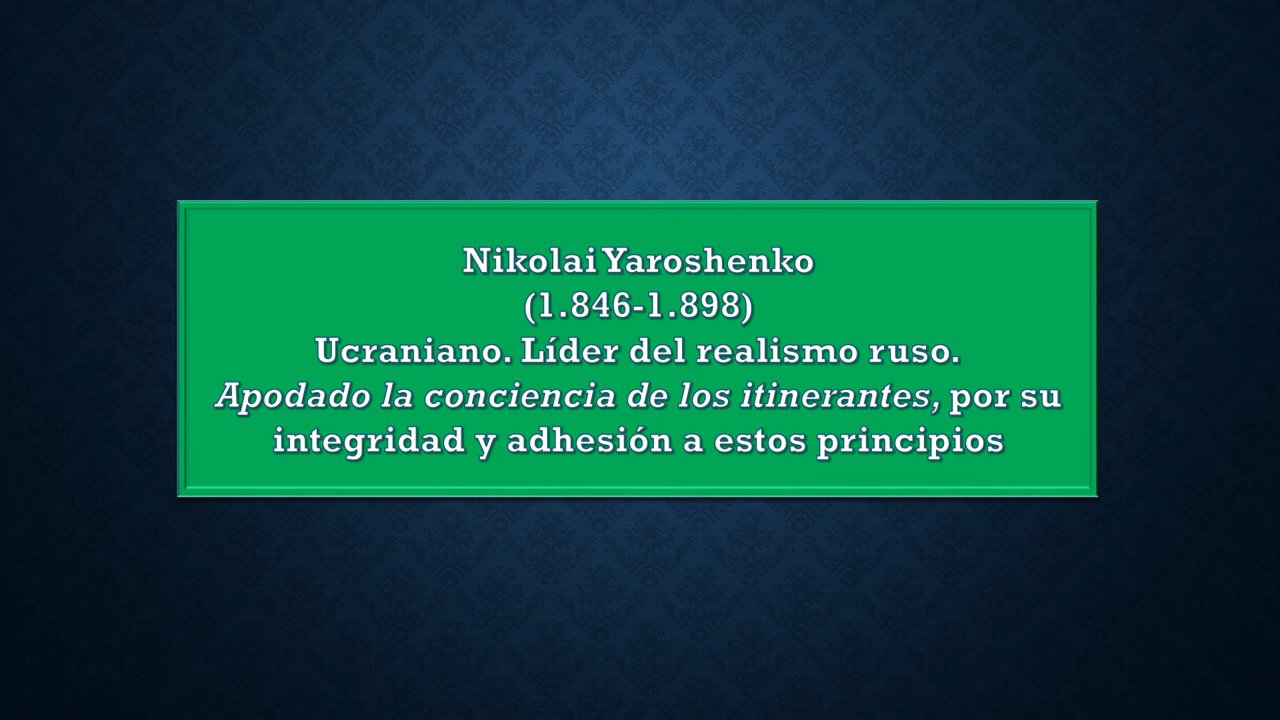 Nikolai Yaroshenko
(1.846-1.898)
Ucraniano. Líder del realismo ruso.
Apodado la conciencia de los itinerantes, por su
integridad y adhesión a estos principios